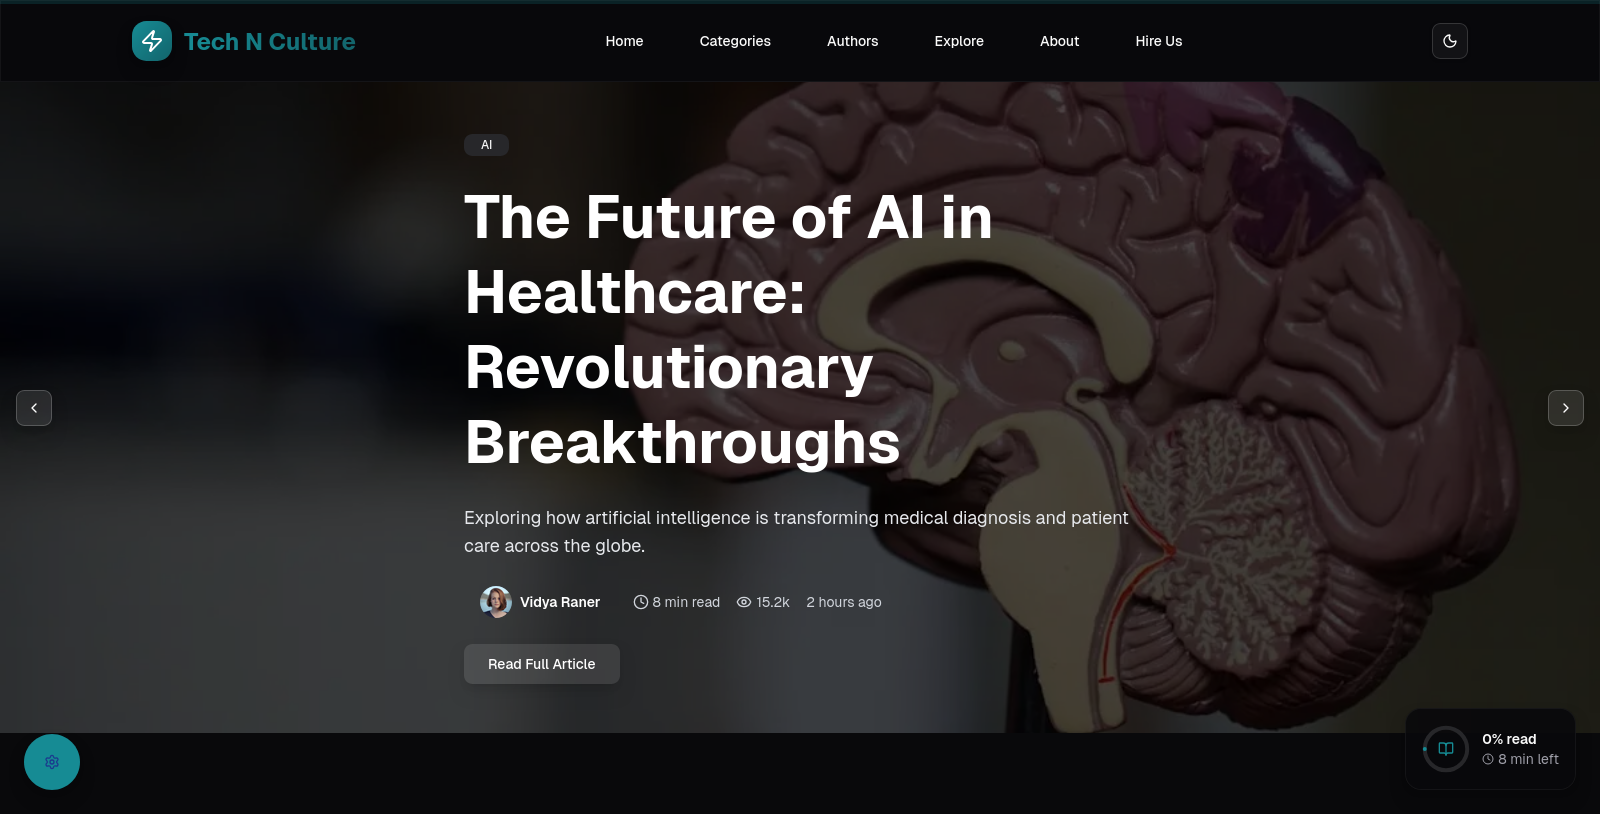 Tech N Culture
Home
Categories
Authors
Explore
About
Hire Us
AI
The Future of AI in
Healthcare:
Revolutionary
Breakthroughs
Exploring how artificial intelligence is transforming medical diagnosis and patient
care across the globe.
Vidya Raner
8 min read
15.2k
2 hours ago
Read Full Article
0% read
8 min left